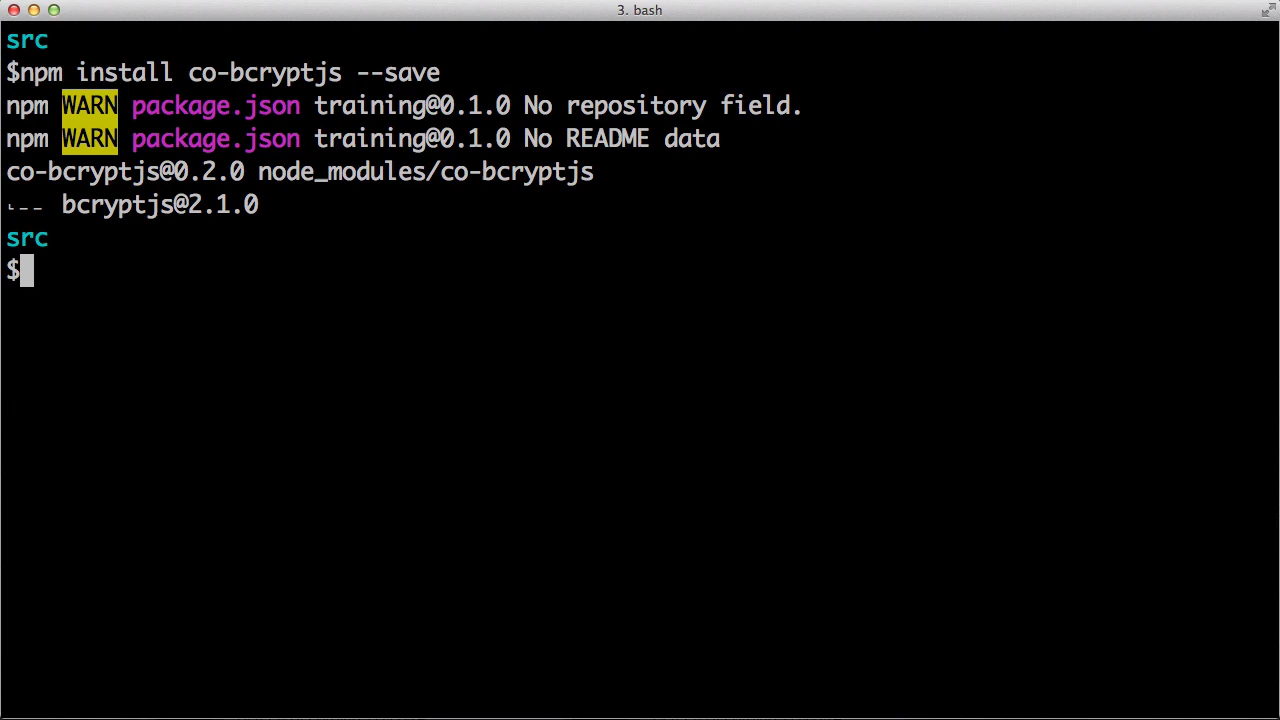 3. bash
src
$npm install co-bcryptjs --save
npm WARN package.json training@0.1.0 No repository field.
npm WARN package.json training@0.1.0 No README data
co-bcryptjs@0.2.0 node_modules/co-bcryptjs
└── bcryptjs@2.1.0
src
$